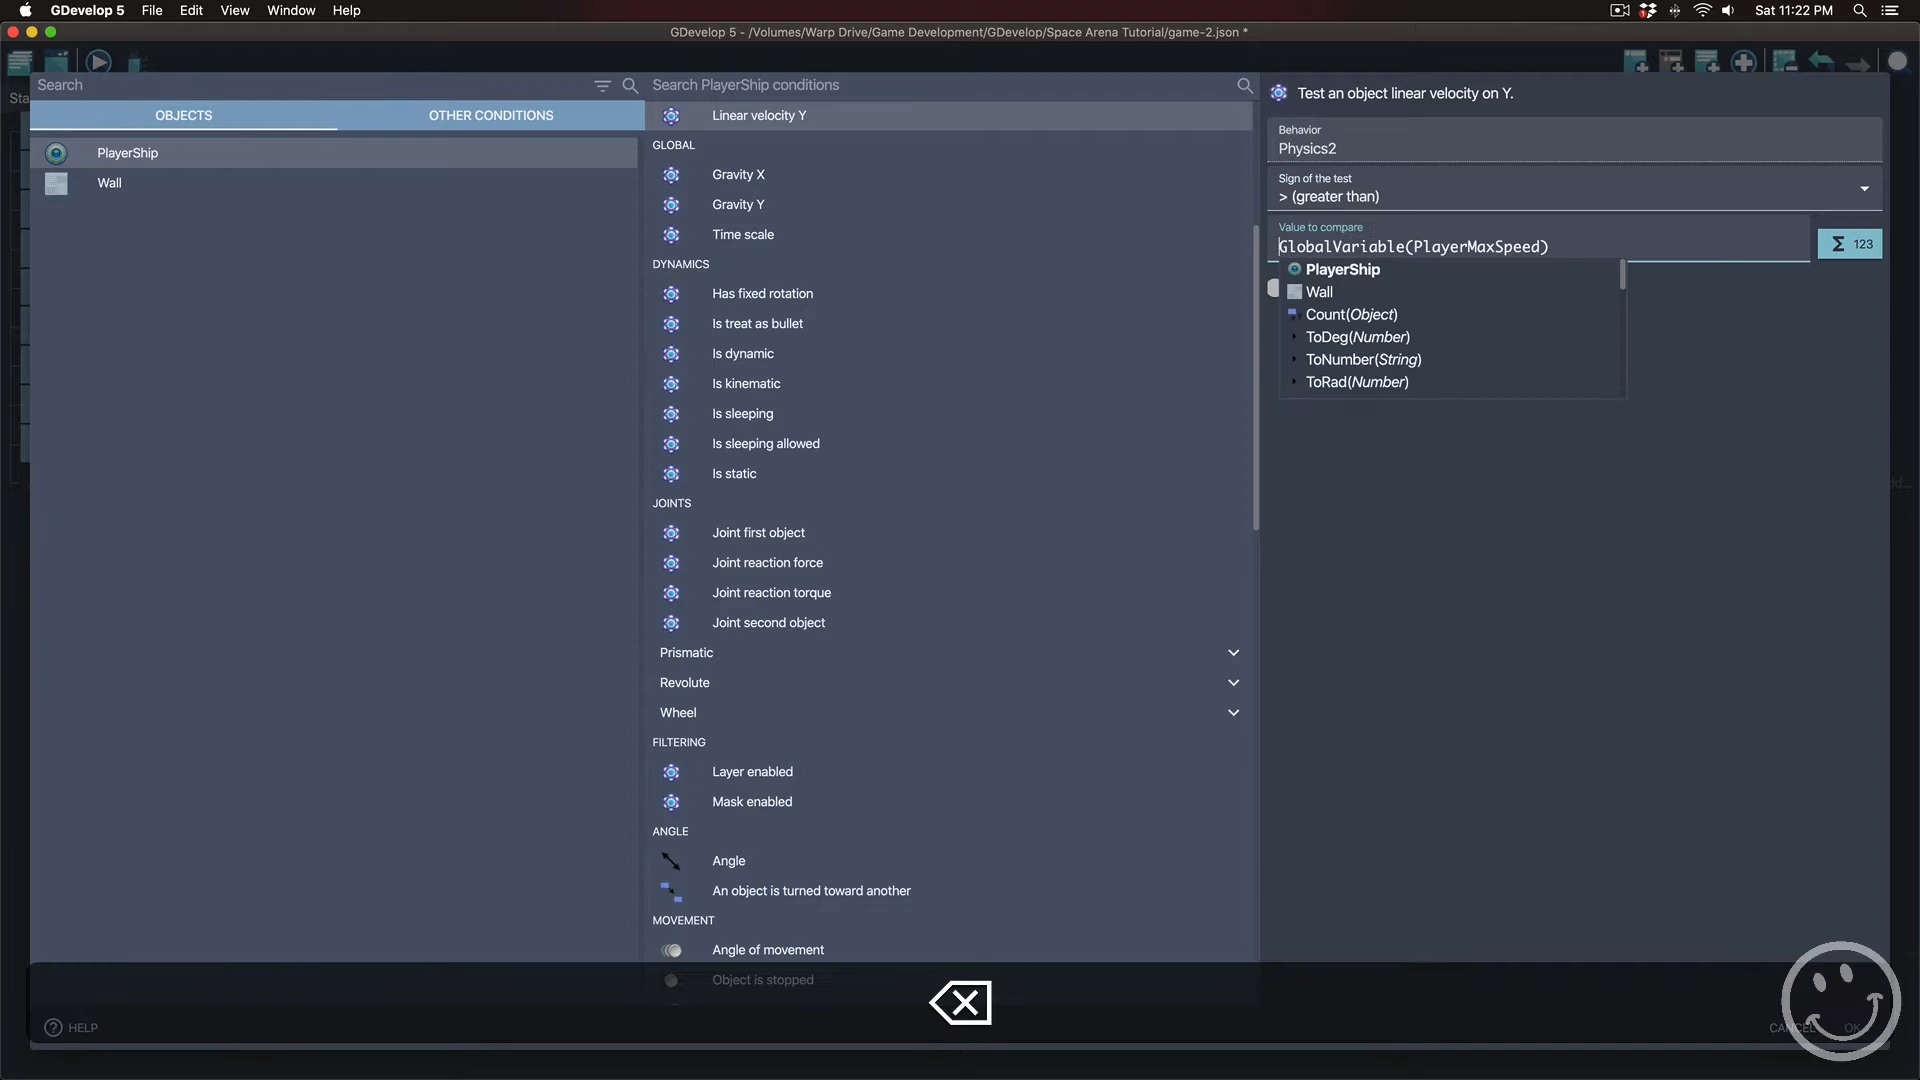 GDevelop 5 File Edit View Window Help
Sat 11:22 PM
GDevelop 5 - /Volumes/Warp Drive/Game Development/GDevelop/Space Arena Tutorial/game-2.json *
Search
OBJECTS
OTHER CONDITIONS
PlayerShip
Wall
Search PlayerShip conditions
Linear velocity Y
GLOBAL
Gravity X
Gravity Y
Time scale
DYNAMICS
Has fixed rotation
Is treat as bullet
Is dynamic
Is kinematic
Is sleeping
Is sleeping allowed
Is static
JOINTS
Joint first object
Joint reaction force
Joint reaction torque
Joint second object
Prismatic
Revolute
Wheel
FILTERING
Layer enabled
Mask enabled
ANGLE
Angle
An object is turned toward another
MOVEMENT
Angle of movement
Object is stopped
Test an object linear velocity on Y.
Behavior
Physics2
Sign of the test
> (greater than)
Value to compare
GlobalVariable(PlayerMaxSpeed)
Σ 123
PlayerShip
Wall
Count(Object)
ToDeg(Number)
ToNumber(String)
ToRad(Number)
HELP
CANCEL
OK